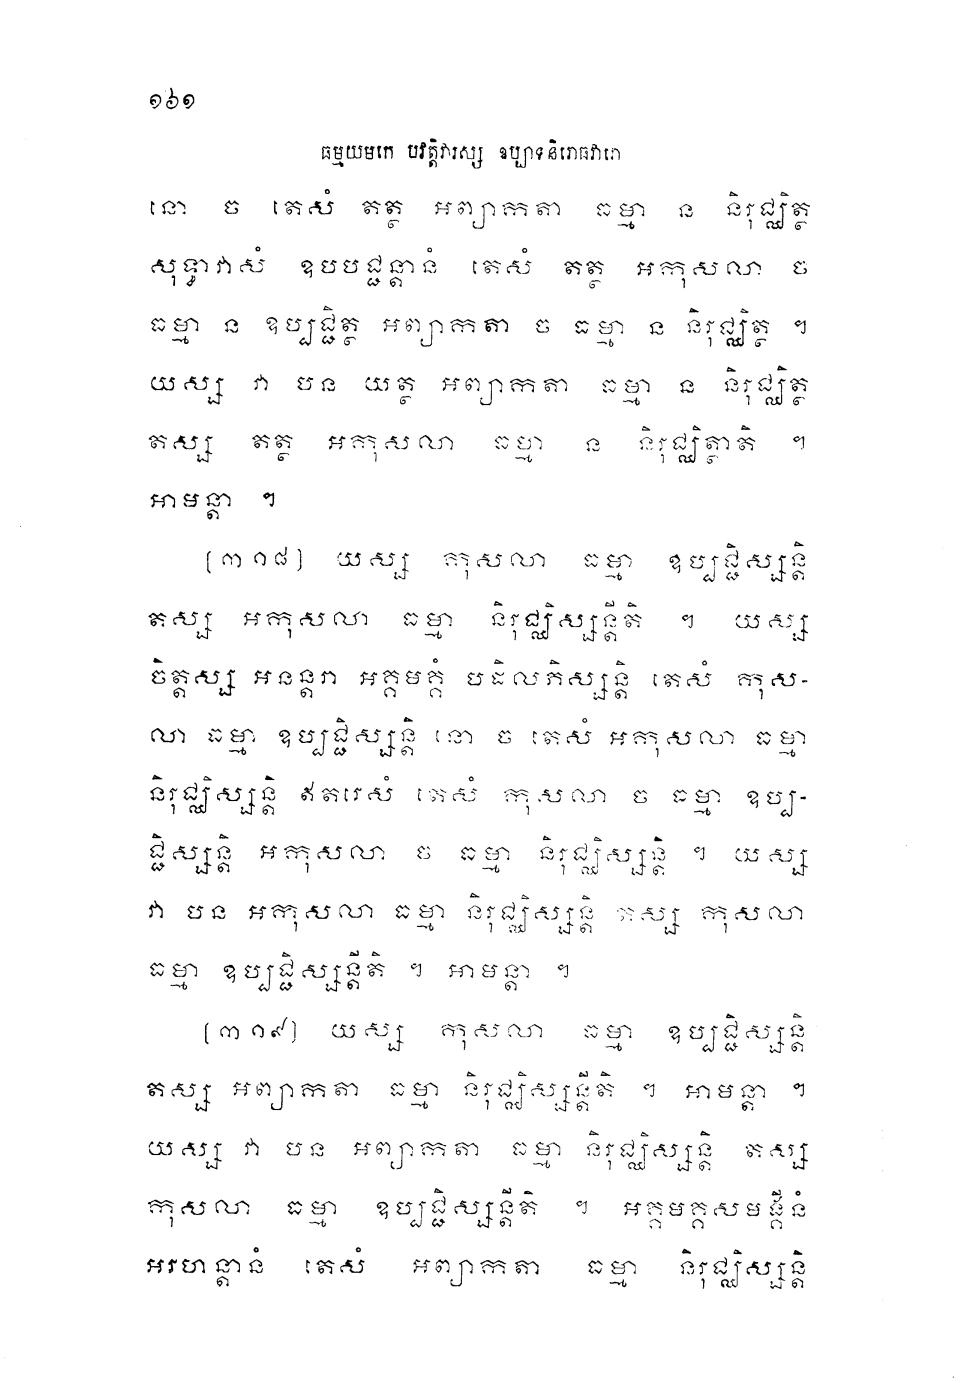 ១៦១
ធម្មយមកេ បវត្តិវារស្ស ឧប្បាទនិរោធវារោ
នោ ច តេសំ តត្ថ អព្យាកតា ធម្មា ន និរុជ្ឈិត្ថ
សុទ្ធាវាសំ ឧបបជ្ជន្តានំ តេសំ តត្ថ អកុសលា ច
ធម្មា ន ឧប្បជ្ជិត្ថ អព្យាកតា ច ធម្មា ន និរុជ្ឈិត្ថ ។
យស្ស វា បន យត្ថ អព្យាកតា ធម្មា ន និរុជ្ឈិត្ថ
តស្ស តត្ថ អកុសលា ធម្មា ន និរុជ្ឈិត្ថាតិ ។
អាមន្តា ។
[៣១៨] យស្ស កុសលា ធម្មា ឧប្បជ្ជិស្សន្តិ
តស្ស អកុសលា ធម្មា និរុជ្ឈិស្សន្តីតិ ។ យស្ស
ចិត្តស្ស អនន្តរា អគ្គមគ្គំ បដិលភិស្សន្តិ តេសំ កុស-
លា ធម្មា ឧប្បជ្ជិស្សន្តិ នោ ច តេសំ អកុសលា ធម្មា
និរុជ្ឈិស្សន្តិ ឥតរេសំ តេសំ កុសលា ច ធម្មា ឧប្ប-
ជ្ជិស្សន្តិ អកុសលា ច ធម្មា និរុជ្ឈិស្សន្តិ ។ យស្ស
វា បន អកុសលា ធម្មា និរុជ្ឈិស្សន្តិ តស្ស កុសលា
ធម្មា ឧប្បជ្ជិស្សន្តីតិ ។ អាមន្តា ។
[៣១៩] យស្ស កុសលា ធម្មា ឧប្បជ្ជិស្សន្តិ
តស្ស អព្យាកតា ធម្មា និរុជ្ឈិស្សន្តីតិ ។ អាមន្តា ។
យស្ស វា បន អព្យាកតា ធម្មា និរុជ្ឈិស្សន្តិ តស្ស
កុសលា ធម្មា ឧប្បជ្ជិស្សន្តីតិ ។ អគ្គមគ្គសមង្គីនំ
អរហន្តានំ តេសំ អព្យាកតា ធម្មា និរុជ្ឈិស្សន្តិ